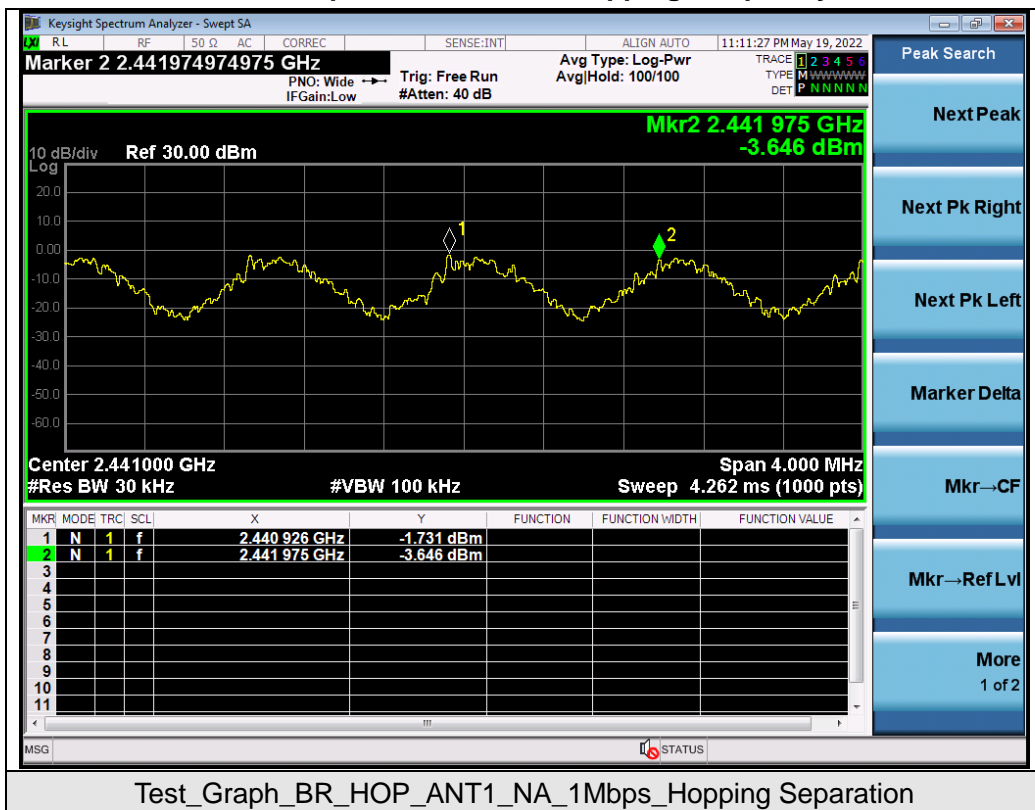 Keysight Spectrum Analyzer - Swept SA
LXI RL RF 50 Ω AC CORREC SENSE:INT ALIGN AUTO 11:11:27 PM May 19, 2022
Marker 2 2.441974974975 GHz
PNO: Wide
IFGain:Low
Trig: Free Run
#Atten: 40 dB
Avg Type: Log-Pwr
Avg|Hold: 100/100
TRACE 1 2 3 4 5 6
TYPE M WWWWW
DET P N N N N N
Mkr2 2.441 975 GHz
-3.646 dBm
10 dB/div Ref 30.00 dBm
Log
20.0
10.0
0.00
-10.0
-20.0
-30.0
-40.0
-50.0
-60.0
1
2
Center 2.441000 GHz Span 4.000 MHz
#Res BW 30 kHz #VBW 100 kHz Sweep 4.262 ms (1000 pts)
MKR MODE TRC SCL X Y FUNCTION FUNCTION WIDTH FUNCTION VALUE
1 N 1 f 2.440 926 GHz -1.731 dBm
2 N 1 f 2.441 975 GHz -3.646 dBm
3
4
5
6
7
8
9
10
11
MSG STATUS
Peak Search
Next Peak
Next Pk Right
Next Pk Left
Marker Delta
Mkr→CF
Mkr→Ref Lvl
More
1 of 2
Test_Graph_BR_HOP_ANT1_NA_1Mbps_Hopping Separation